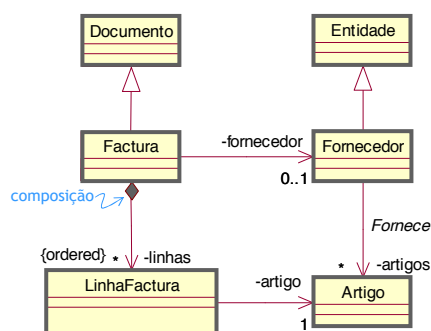 Documento
Entidade
Factura
-fornecedor
Fornecedor
0..1
composição
Fornece
{ordered}
*
-linhas
*
-artigos
LinhaFactura
-artigo
1
Artigo